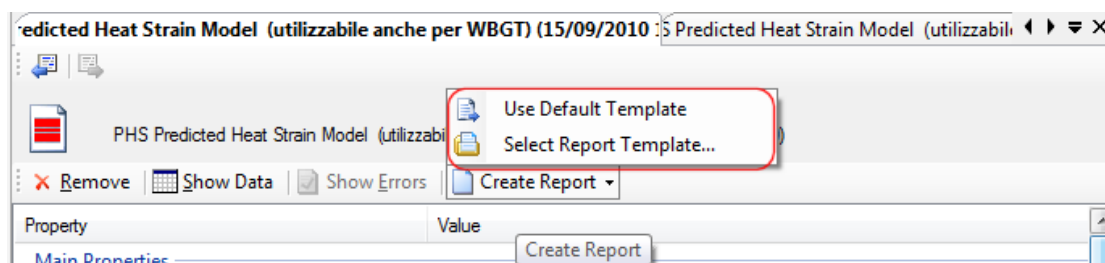 edicted Heat Strain Model (utilizzabile anche per WBGT) (15/09/2010 1
S Predicted Heat Strain Model (utilizzabil
Use Default Template
PHS Predicted Heat Strain Model (utilizzabi
Select Report Template...
Remove
Show Data
Show Errors
Create Report
Property
Value
Create Report
Main Properties